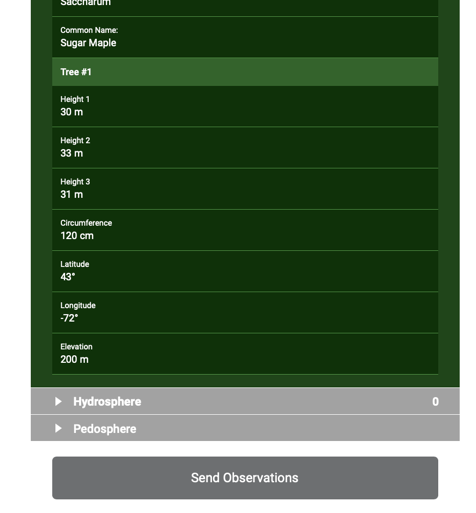 Saccharum
Common Name:
Sugar Maple
Tree #1
Height 1
30 m
Height 2
33 m
Height 3
31 m
Circumference
120 cm
Latitude
43°
Longitude
-72°
Elevation
200 m
Hydrosphere 0
Pedosphere
Send Observations